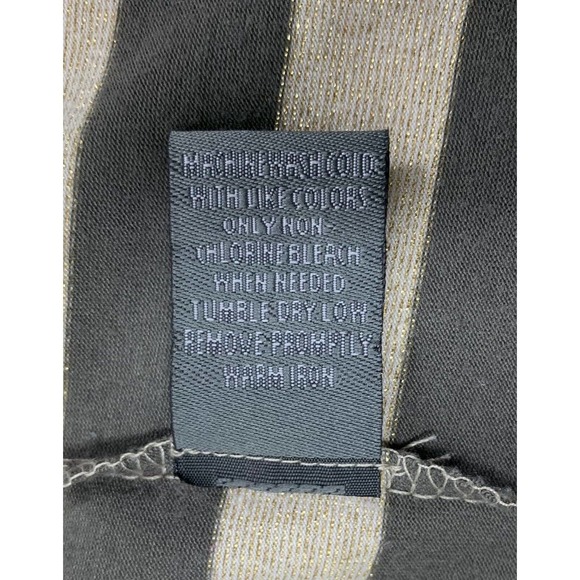 MACHINE WASH COLD
WITH LIKE COLORS
ONLY NON-
CHLORINE BLEACH
WHEN NEEDED
TUMBLE DRY LOW
REMOVE PROMPTLY
WARM IRON